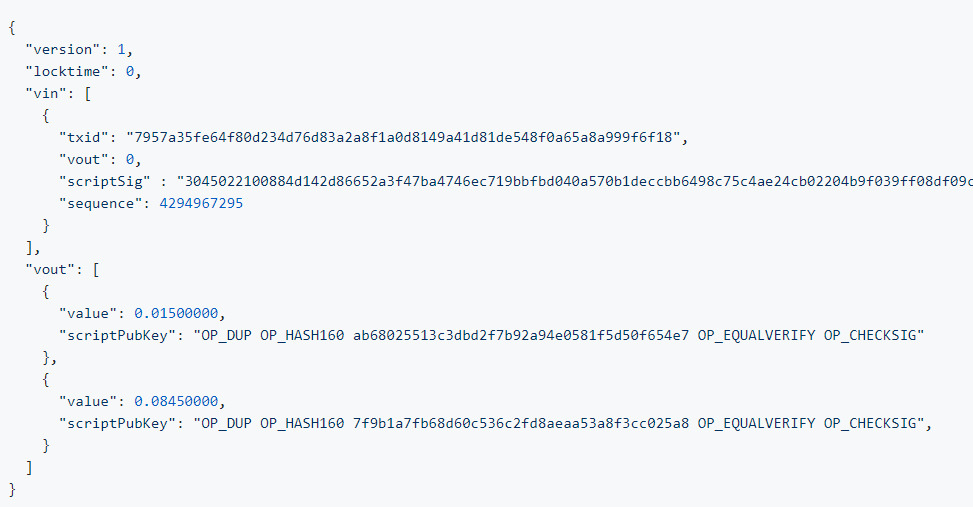 {
  "version": 1,
  "locktime": 0,
  "vin": [
    {
      "txid": "7957a35fe64f80d234d76d83a2a8f1a0d8149a41d81de548f0a65a8a999f6f18",
      "vout": 0,
      "scriptSig" : "3045022100884d142d86652a3f47ba4746ec719bbfbd040a570b1deccbb6498c75c4ae24cb02204b9f039ff08df09c
      "sequence": 4294967295
    }
  ],
  "vout": [
    {
      "value": 0.01500000,
      "scriptPubKey": "OP_DUP OP_HASH160 ab68025513c3dbd2f7b92a94e0581f5d50f654e7 OP_EQUALVERIFY OP_CHECKSIG"
    },
    {
      "value": 0.08450000,
      "scriptPubKey": "OP_DUP OP_HASH160 7f9b1a7fb68d60c536c2fd8aeaa53a8f3cc025a8 OP_EQUALVERIFY OP_CHECKSIG",
    }
  ]
}